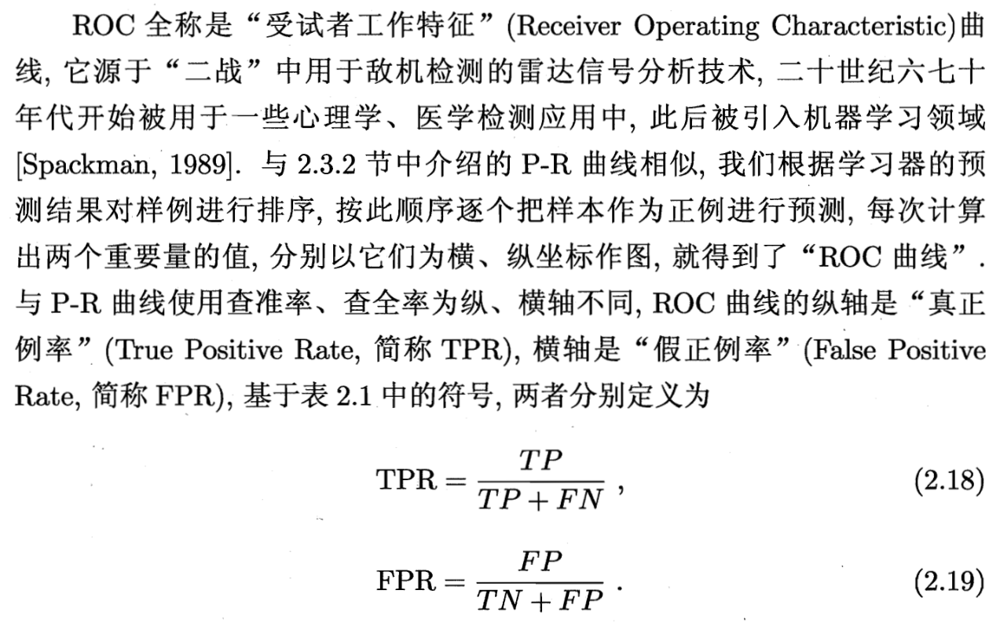 ROC 全称是“受试者工作特征”(Receiver Operating Characteristic)曲
线, 它源于“二战”中用于敌机检测的雷达信号分析技术, 二十世纪六七十
年代开始被用于一些心理学、医学检测应用中, 此后被引入机器学习领域
[Spackman, 1989]. 与 2.3.2 节中介绍的 P-R 曲线相似, 我们根据学习器的预
测结果对样例进行排序, 按此顺序逐个把样本作为正例进行预测, 每次计算
出两个重要量的值, 分别以它们为横、纵坐标作图, 就得到了“ROC 曲线”.
与 P-R 曲线使用查准率、查全率为纵、横轴不同, ROC 曲线的纵轴是“真正
例率”(True Positive Rate, 简称 TPR), 横轴是“假正例率”(False Positive
Rate, 简称 FPR), 基于表 2.1 中的符号, 两者分别定义为
TPR = TP / (TP + FN) , (2.18)
FPR = FP / (TN + FP) . (2.19)